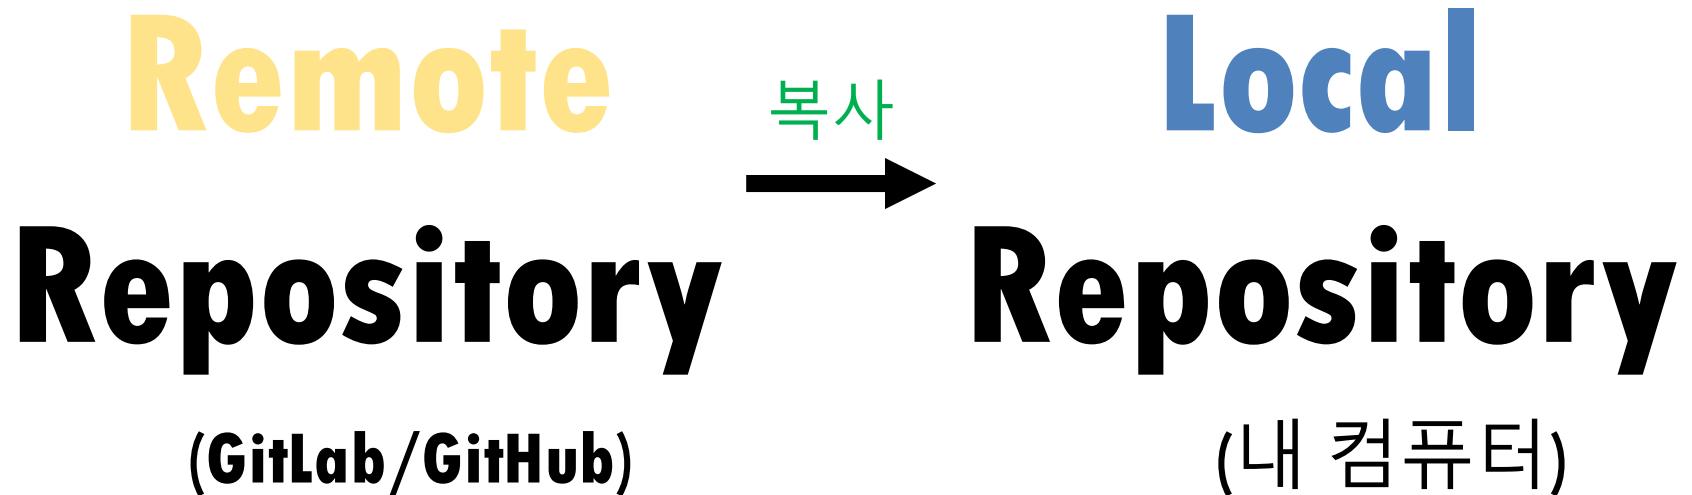 Remote
Repository
(GitLab/GitHub)
복사
Local
Repository
(내 컴퓨터)